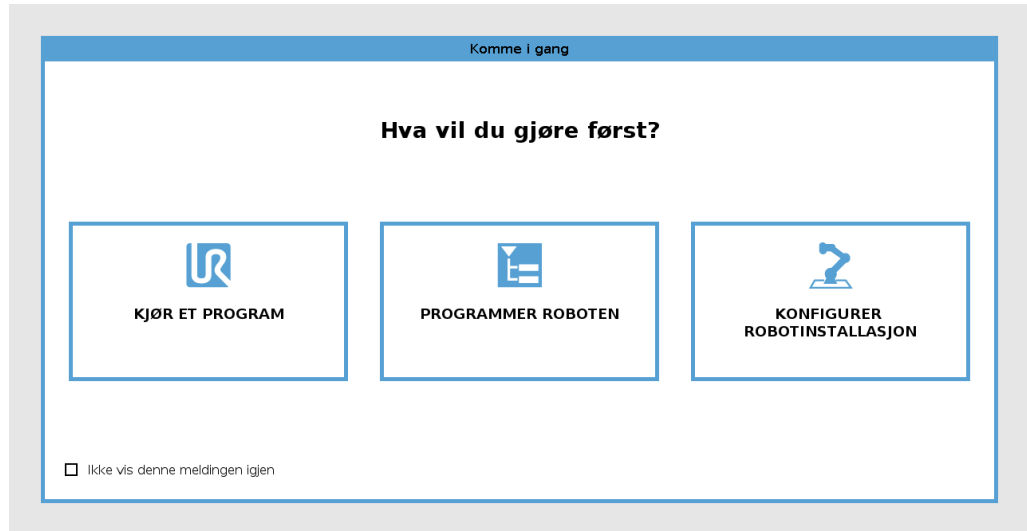 Komme i gang
Hva vil du gjøre først?
UR
KJØR ET PROGRAM
PROGRAMMER ROBOTEN
KONFIGURER
ROBOTINSTALLASJON
Ikke vis denne meldingen igjen